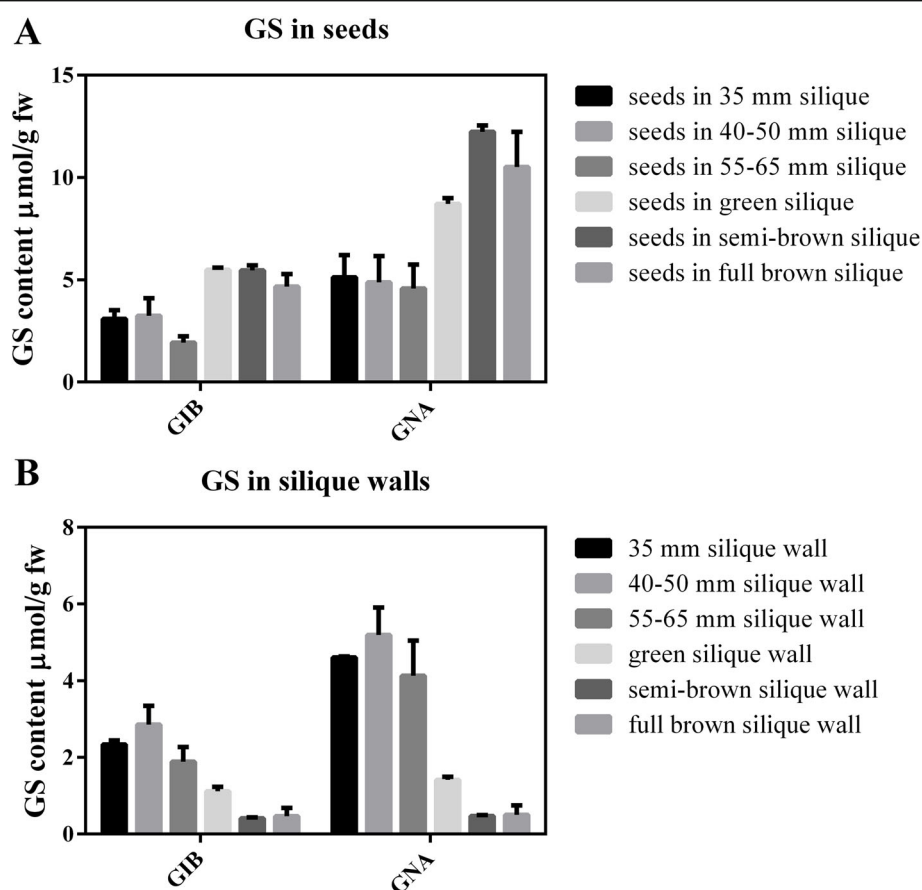 A
GS in seeds
GS content μmol/g fw
15
10
5
0
GIB
GNA
seeds in 35 mm silique
seeds in 40-50 mm silique
seeds in 55-65 mm silique
seeds in green silique
seeds in semi-brown silique
seeds in full brown silique
B
GS in silique walls
GS content μmol/g fw
8
6
4
2
0
GIB
GNA
35 mm silique wall
40-50 mm silique wall
55-65 mm silique wall
green silique wall
semi-brown silique wall
full brown silique wall